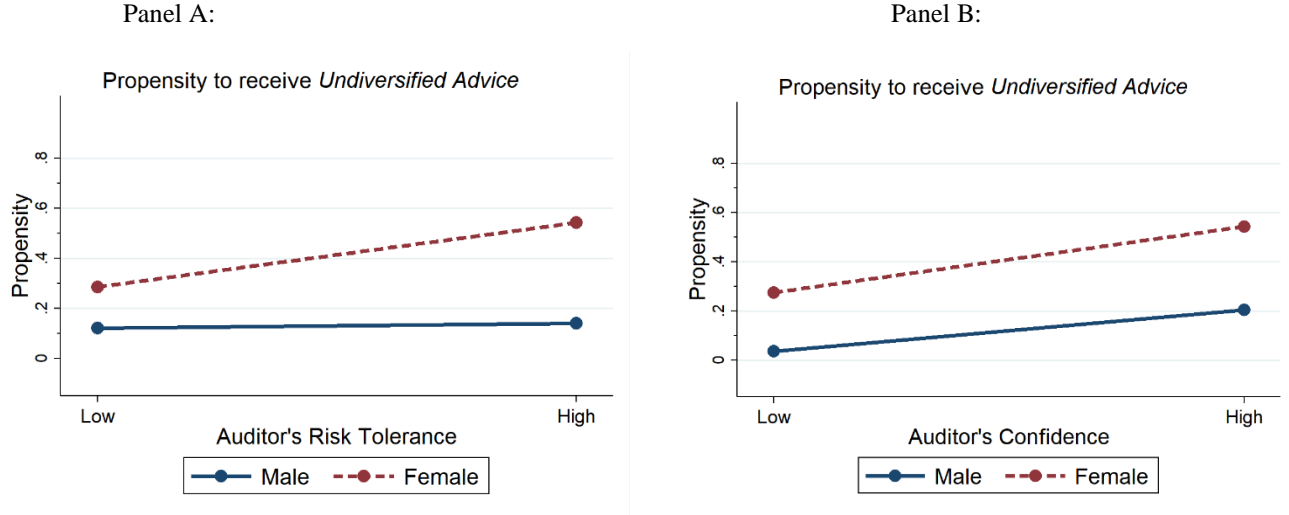 Panel A:
Propensity to receive Undiversified Advice
Propensity
.8
.6
.4
.2
0
Low
High
Auditor's Risk Tolerance
Male
Female
Panel B:
Propensity to receive Undiversified Advice
Propensity
.8
.6
.4
.2
0
Low
High
Auditor's Confidence
Male
Female